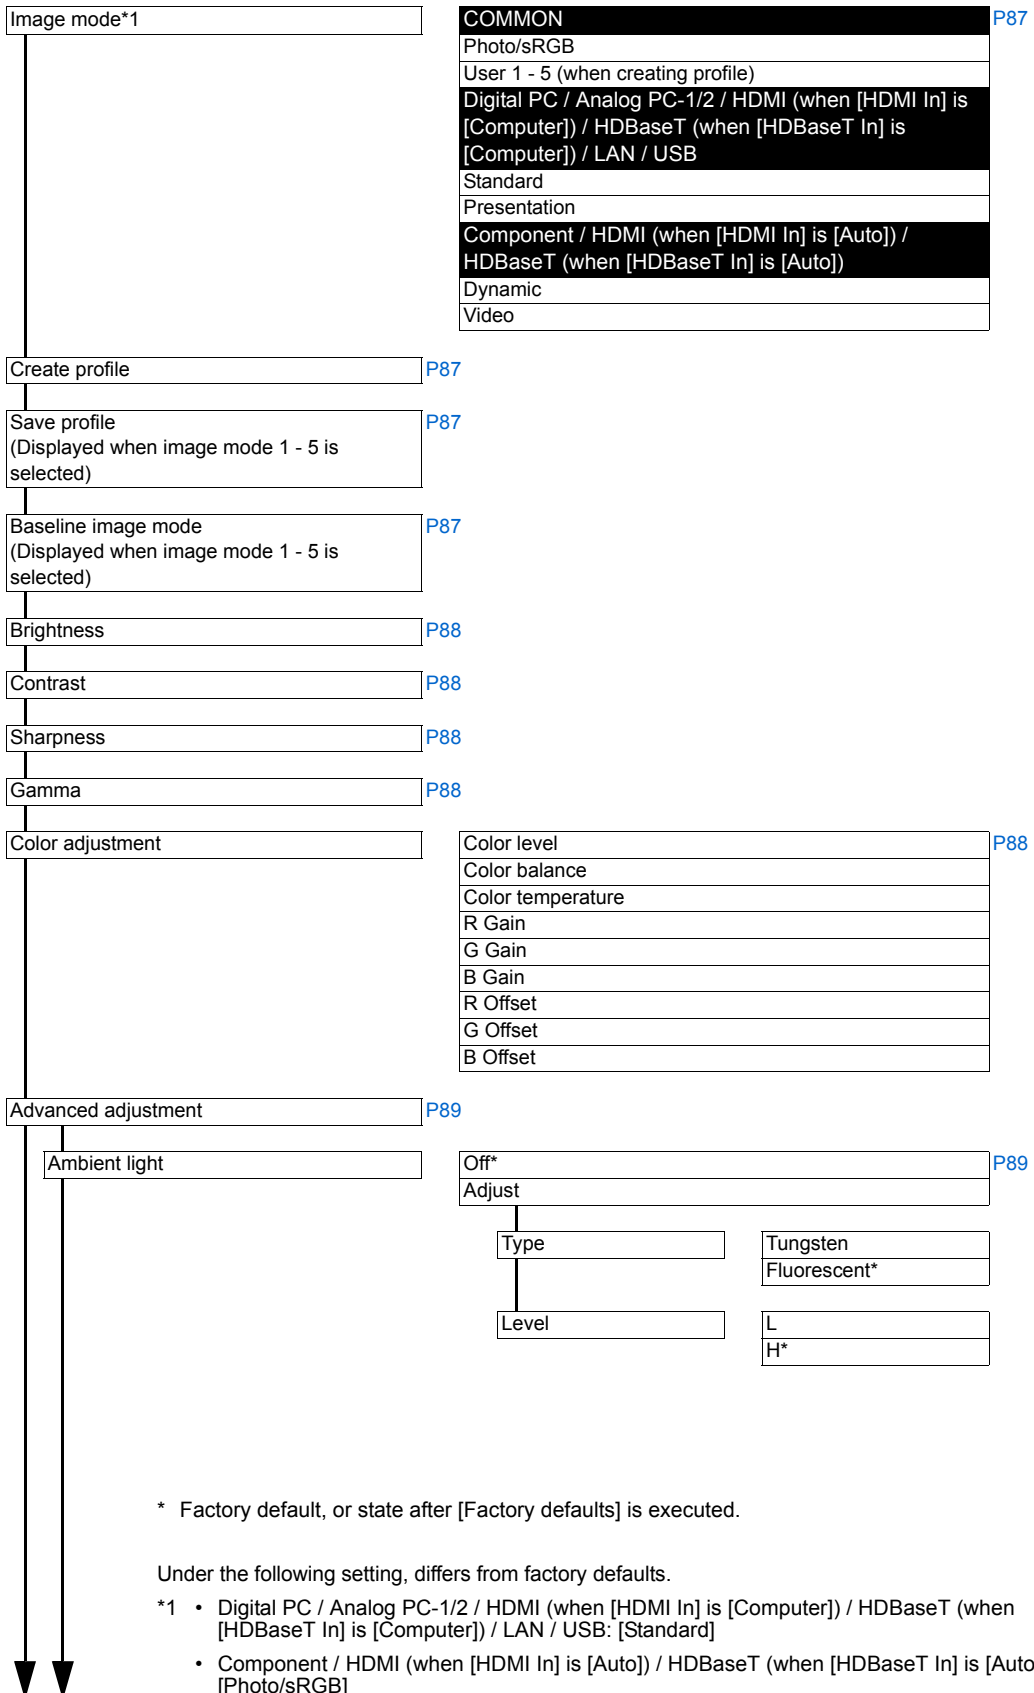 Image mode*1
COMMON P87
Photo/sRGB
User 1 - 5 (when creating profile)
Digital PC / Analog PC-1/2 / HDMI (when [HDMI In] is
[Computer]) / HDBaseT (when [HDBaseT In] is
[Computer]) / LAN / USB
Standard
Presentation
Component / HDMI (when [HDMI In] is [Auto]) /
HDBaseT (when [HDBaseT In] is [Auto])
Dynamic
Video
Create profile P87
Save profile P87
(Displayed when image mode 1 - 5 is
selected)
Baseline image mode P87
(Displayed when image mode 1 - 5 is
selected)
Brightness P88
Contrast P88
Sharpness P88
Gamma P88
Color adjustment
Color level P88
Color balance
Color temperature
R Gain
G Gain
B Gain
R Offset
G Offset
B Offset
Advanced adjustment P89
Ambient light
Off* P89
Adjust
Type
Tungsten
Fluorescent*
Level
L
H*
* Factory default, or state after [Factory defaults] is executed.
Under the following setting, differs from factory defaults.
*1 • Digital PC / Analog PC-1/2 / HDMI (when [HDMI In] is [Computer]) / HDBaseT (when
[HDBaseT In] is [Computer]) / LAN / USB: [Standard]
• Component / HDMI (when [HDMI In] is [Auto]) / HDBaseT (when [HDBaseT In] is [Auto
[Photo/sRGB]